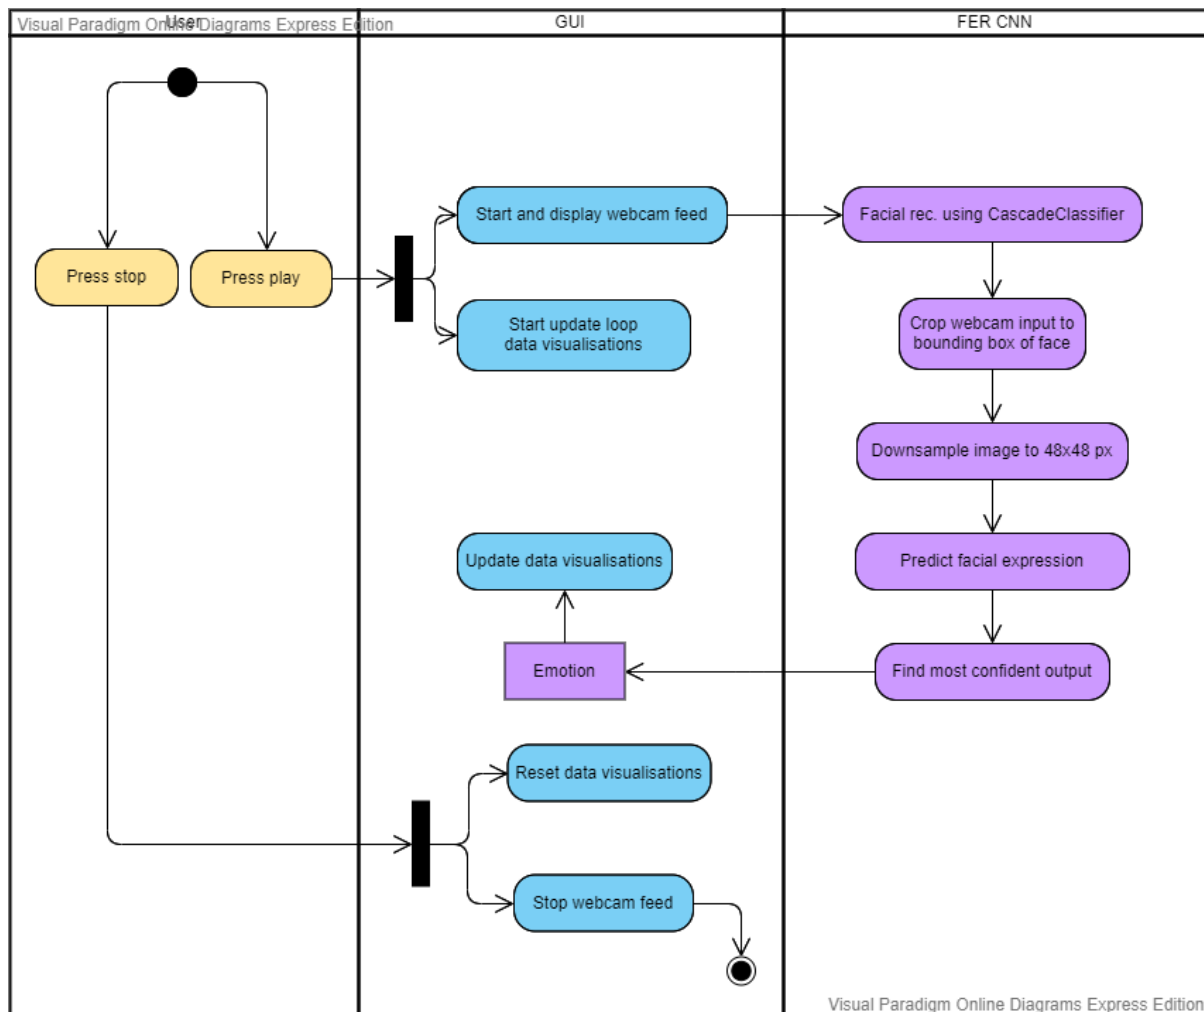 Visual Paradigm Online Diagrams Express Edition
User
GUI
FER CNN
Start and display webcam feed
Facial rec. using CascadeClassifier
Press stop
Press play
Start update loop
data visualisations
Crop webcam input to
bounding box of face
Downsample image to 48x48 px
Update data visualisations
Predict facial expression
Emotion
Find most confident output
Reset data visualisations
Stop webcam feed
Visual Paradigm Online Diagrams Express Edition